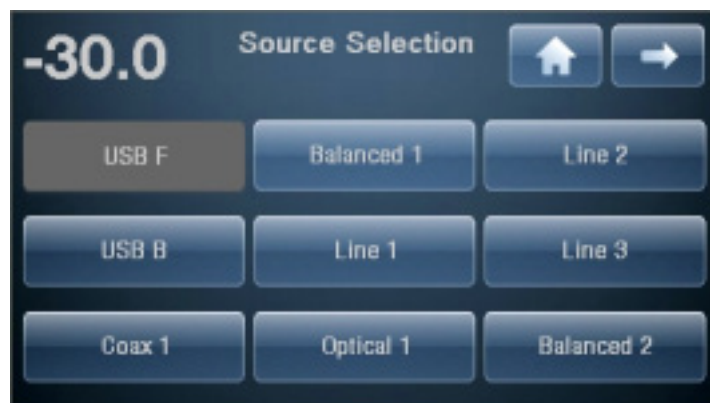 -30.0 Source Selection
USB F Balanced 1 Line 2
USB B Line 1 Line 3
Coax 1 Optical 1 Balanced 2